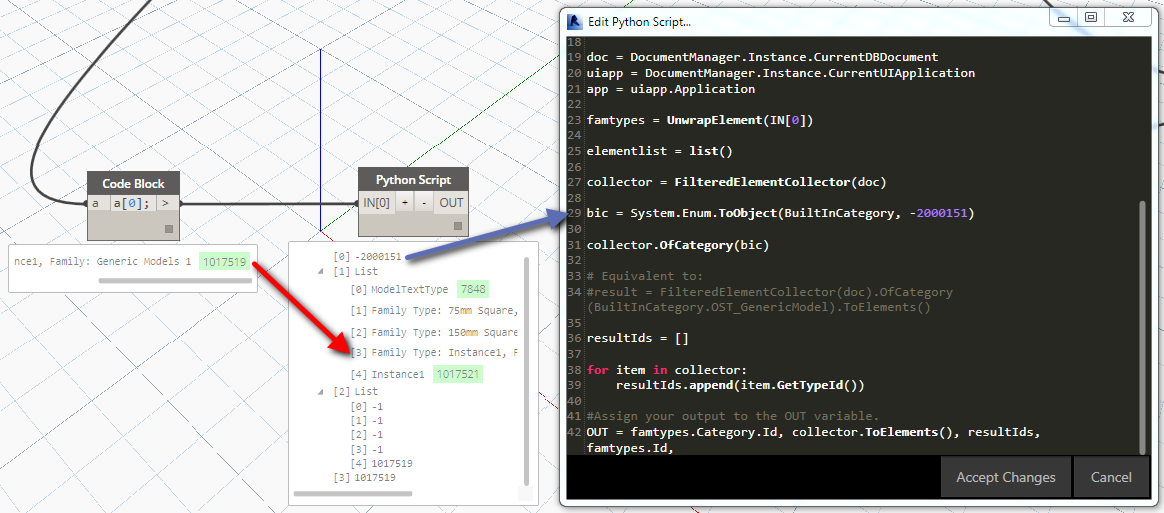 Code Block
a
a[0];
>
nce1, Family: Generic Models 1 1017519
Python Script
IN[0] + - OUT
[0] -2000151
[1] List
[0] ModelTextType 7848
[1] Family Type: 75mm Square,
[2] Family Type: 150mm Square
[3] Family Type: Instance1, F
[4] Instance1 1017521
[2] List
[0] -1
[1] -1
[2] -1
[3] -1
[4] 1017519
[3] 1017519
Edit Python Script...
18
19 doc = DocumentManager.Instance.CurrentDBDocument
20 uiapp = DocumentManager.Instance.CurrentUIApplication
21 app = uiapp.Application
22
23 famtypes = UnwrapElement(IN[0])
24
25 elementlist = list()
26
27 collector = FilteredElementCollector(doc)
28
29 bic = System.Enum.ToObject(BuiltInCategory, -2000151)
30
31 collector.OfCategory(bic)
32
33 # Equivalent to:
34 #result = FilteredElementCollector(doc).OfCategory
(BuiltInCategory.OST_GenericModel).ToElements()
35
36 resultIds = []
37
38 for item in collector:
39 resultIds.append(item.GetTypeId())
40
41 #Assign your output to the OUT variable.
42 OUT = famtypes.Category.Id, collector.ToElements(), resultIds,
famtypes.Id,
Accept Changes
Cancel